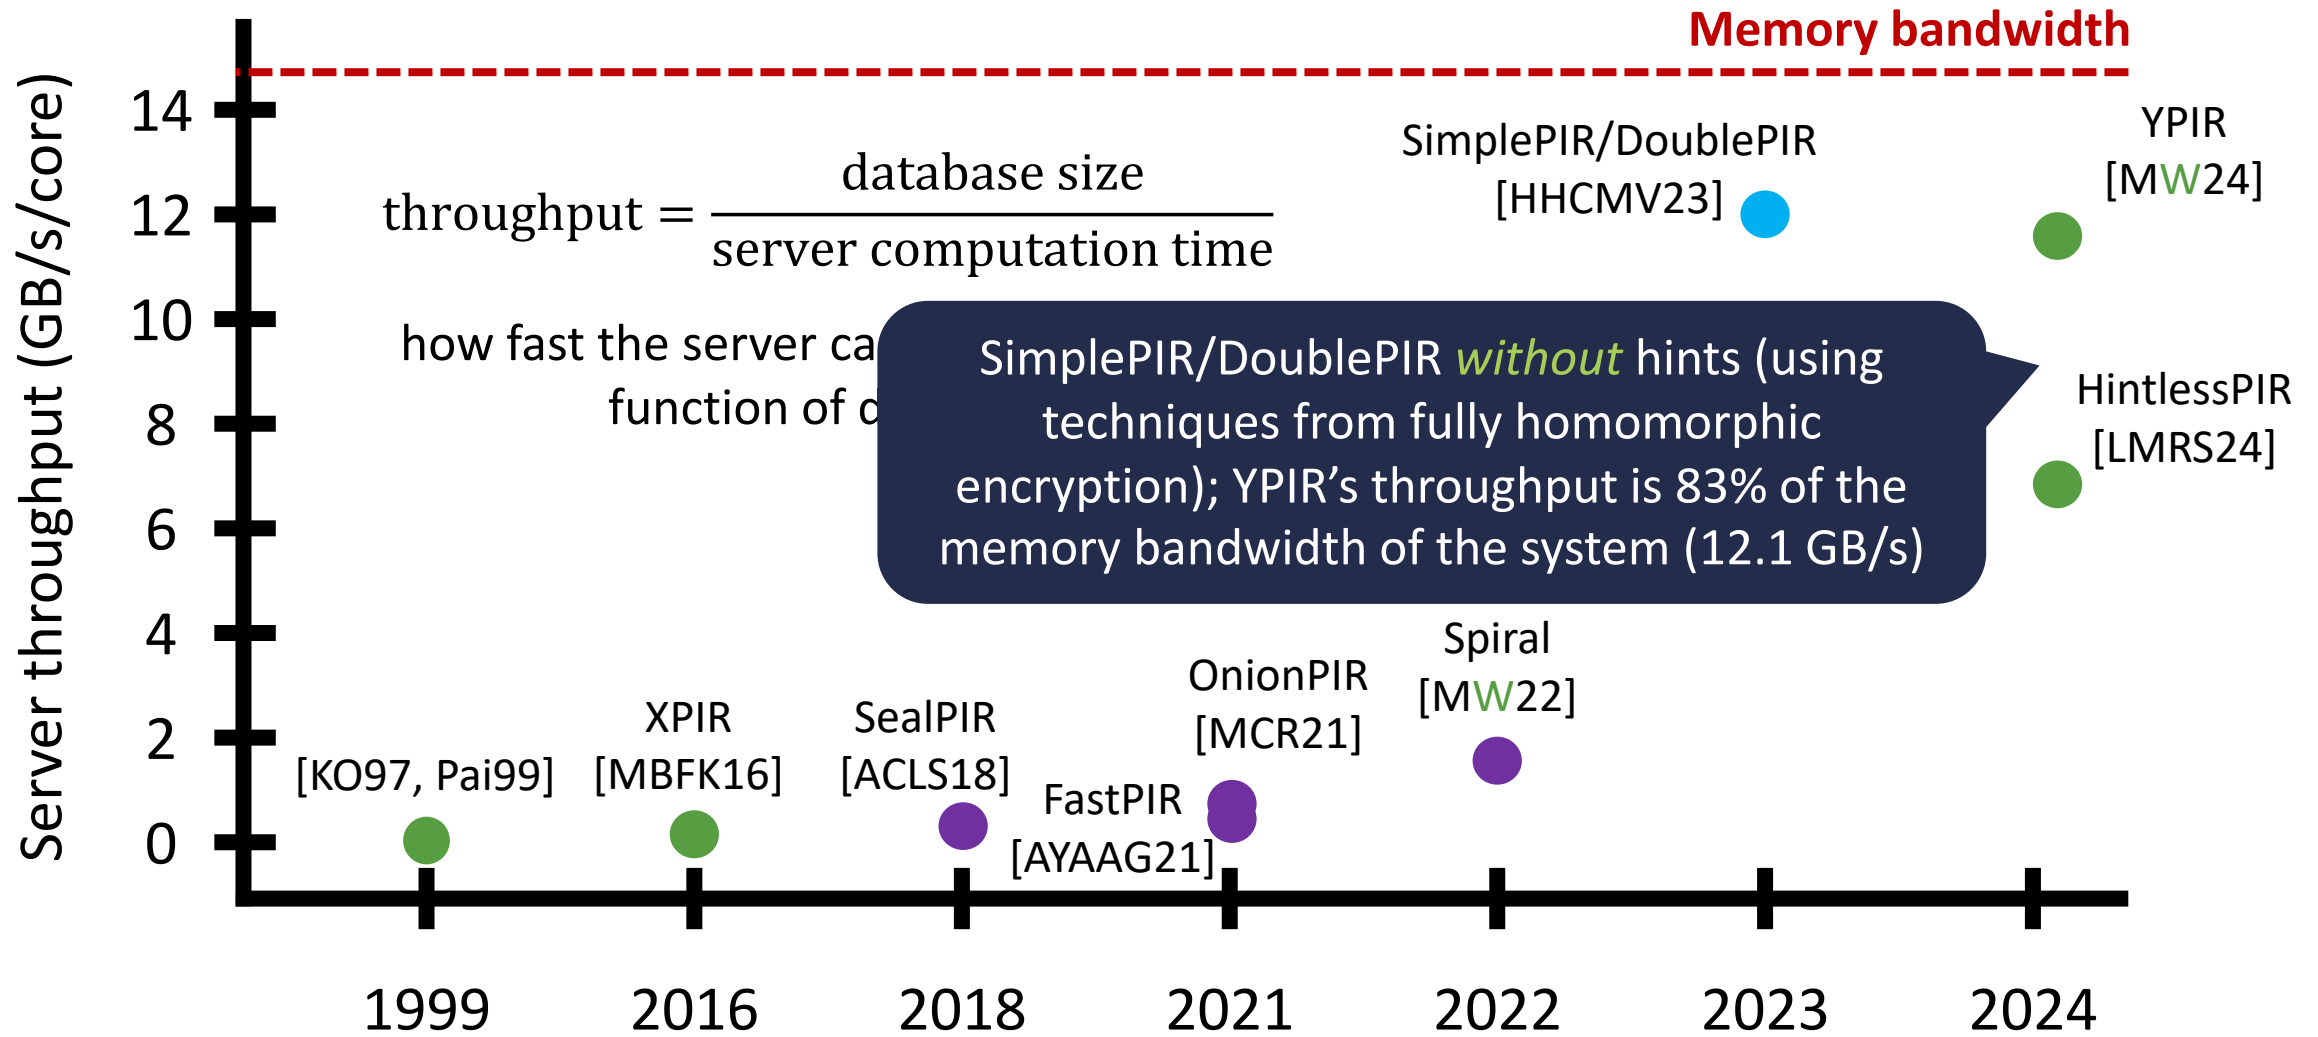 Memory bandwidth
Server throughput (GB/s/core)
14
12
10
8
6
4
2
0
throughput = database size
server computation time
how fast the server ca
function of d
SimplePIR/DoublePIR
[HHCMV23]
YPIR
[MW24]
SimplePIR/DoublePIR without hints (using
techniques from fully homomorphic
encryption); YPIR’s throughput is 83% of the
memory bandwidth of the system (12.1 GB/s)
HintlessPIR
[LMRS24]
[KO97, Pai99]
XPIR
[MBFK16]
SealPIR
[ACLS18]
FastPIR
[AYAAG21]
OnionPIR
[MCR21]
Spiral
[MW22]
1999 2016 2018 2021 2022 2023 2024